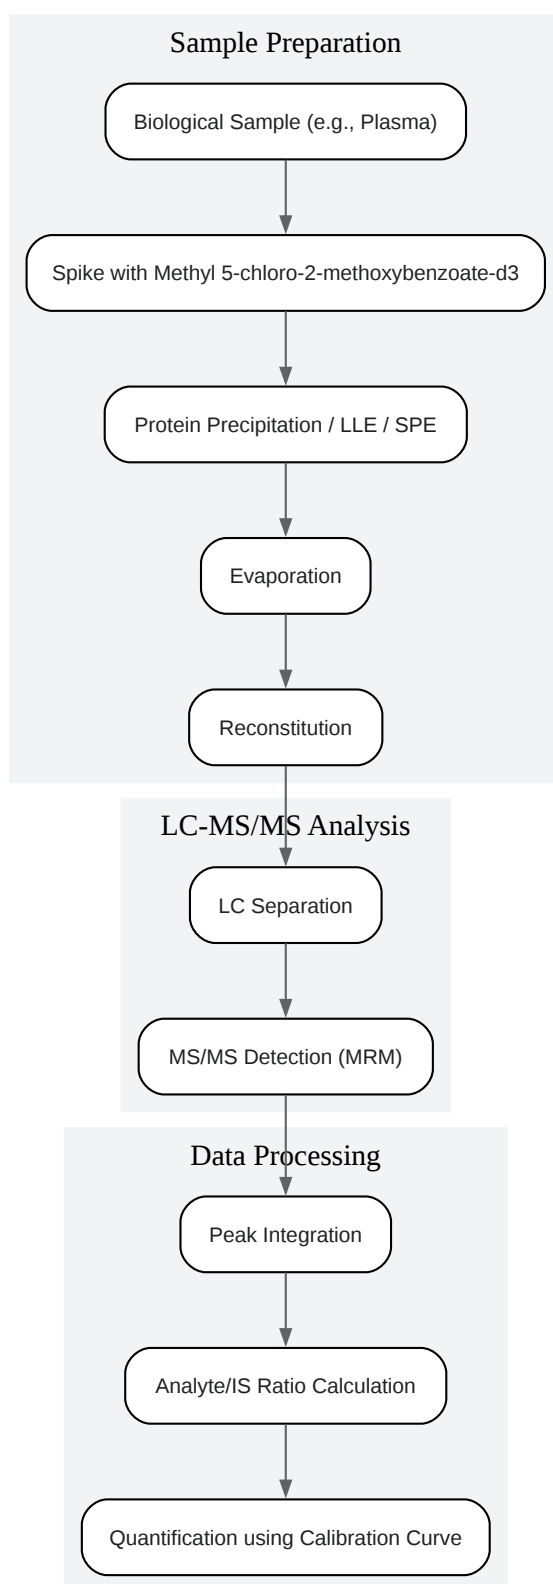 Sample Preparation
Biological Sample (e.g., Plasma)
Spike with Methyl 5-chloro-2-methoxybenzoate-d3
Protein Precipitation / LLE / SPE
Evaporation
Reconstitution
LC-MS/MS Analysis
LC Separation
MS/MS Detection (MRM)
Data Processing
Peak Integration
Analyte/IS Ratio Calculation
Quantification using Calibration Curve